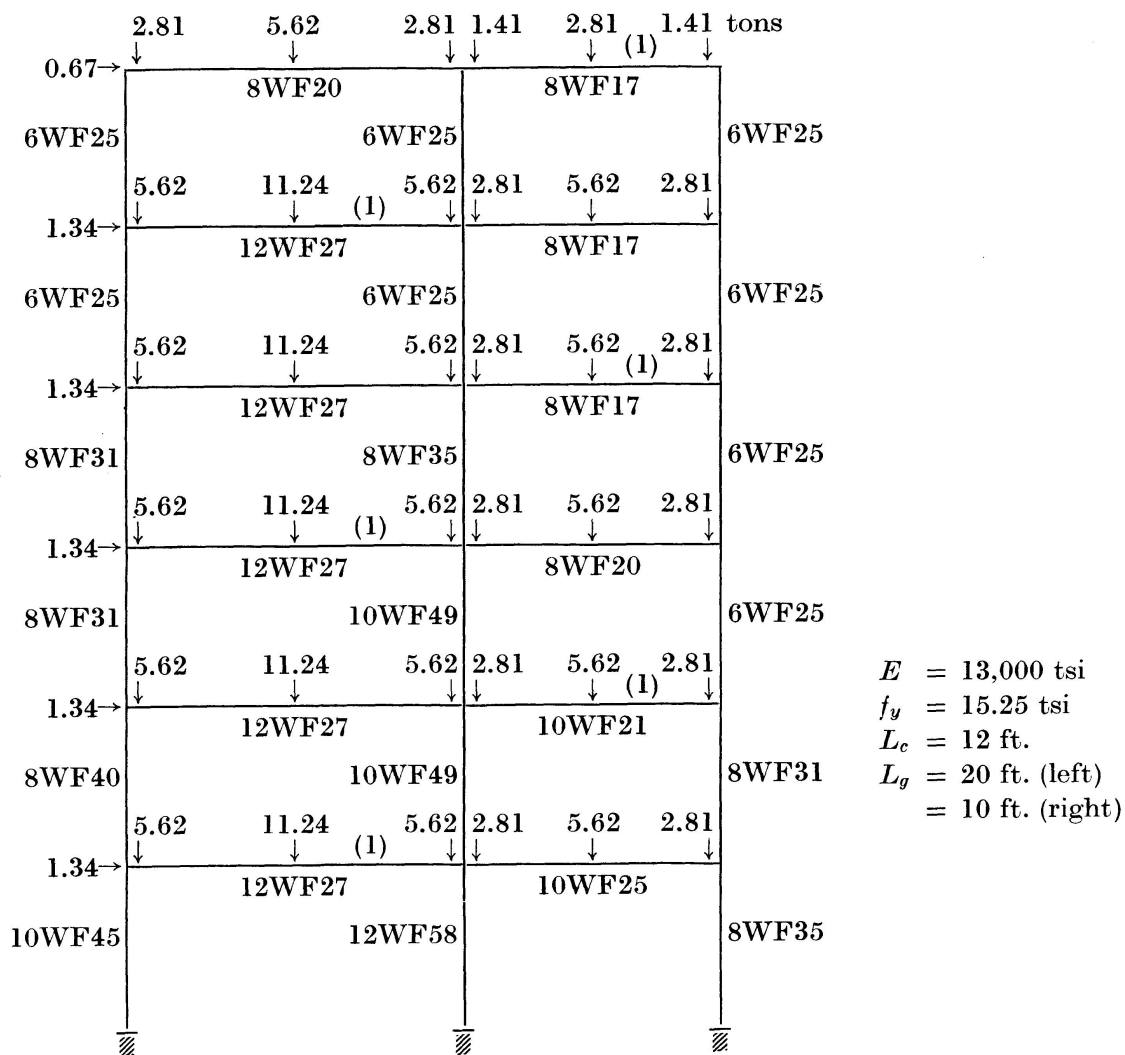 2.81 5.62 2.81 1.41 2.81 (1) 1.41 tons
0.67→
8WF20 8WF17
6WF25 6WF25 6WF25
5.62 11.24 (1) 5.62 2.81 5.62 2.81
1.34→
12WF27 8WF17
6WF25 6WF25 6WF25
5.62 11.24 5.62 2.81 5.62 (1) 2.81
1.34→
12WF27 8WF17
8WF31 8WF35 6WF25
5.62 11.24 (1) 5.62 2.81 5.62 2.81
1.34→
12WF27 8WF20
8WF31 10WF49 6WF25
5.62 11.24 5.62 2.81 5.62 (1) 2.81
1.34→
12WF27 10WF21
8WF40 10WF49 8WF31
5.62 11.24 (1) 5.62 2.81 5.62 2.81
1.34→
12WF27 10WF25
10WF45 12WF58 8WF35
E = 13,000 tsi
fy = 15.25 tsi
Lc = 12 ft.
Lg = 20 ft. (left)
= 10 ft. (right)